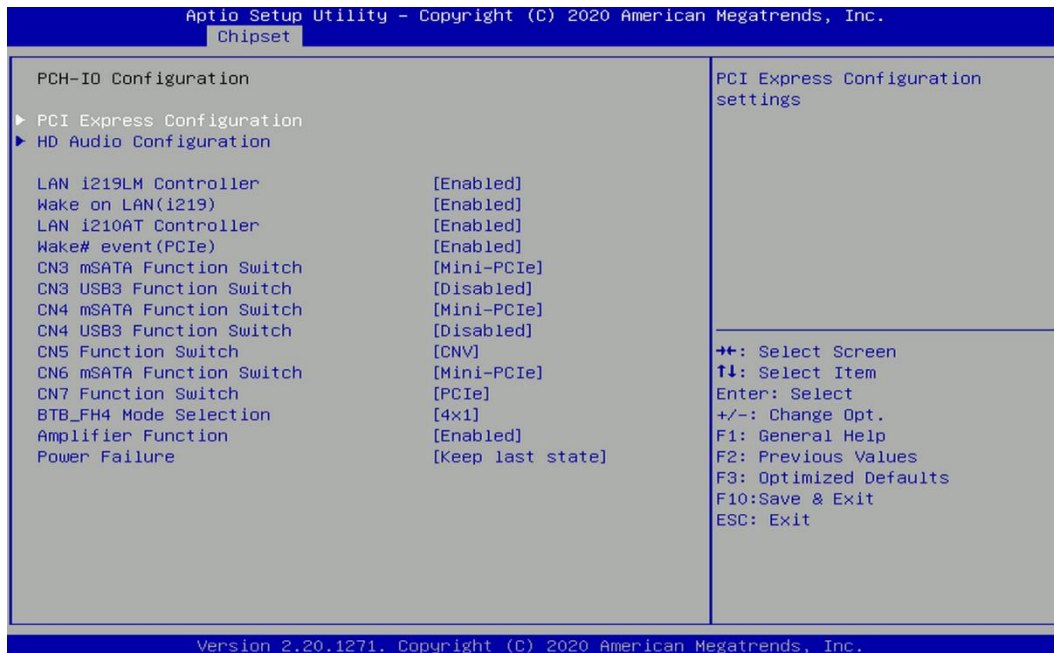 Aptio Setup Utility – Copyright (C) 2020 American Megatrends, Inc.
Chipset
PCH-IO Configuration
PCI Express Configuration
HD Audio Configuration
LAN i219LM Controller [Enabled]
Wake on LAN(i219) [Enabled]
LAN i210AT Controller [Enabled]
Wake# event(PCIe) [Enabled]
CN3 mSATA Function Switch [Mini-PCIe]
CN3 USB3 Function Switch [Disabled]
CN4 mSATA Function Switch [Mini-PCIe]
CN4 USB3 Function Switch [Disabled]
CN5 Function Switch [CNV]
CN6 mSATA Function Switch [Mini-PCIe]
CN7 Function Switch [PCIe]
BTB_FH4 Mode Selection [4x1]
Amplifier Function [Enabled]
Power Failure [Keep last state]
PCI Express Configuration
settings
→←: Select Screen
↑↓: Select Item
Enter: Select
+/-: Change Opt.
F1: General Help
F2: Previous Values
F3: Optimized Defaults
F10:Save & Exit
ESC: Exit
Version 2.20.1271. Copyright (C) 2020 American Megatrends, Inc.